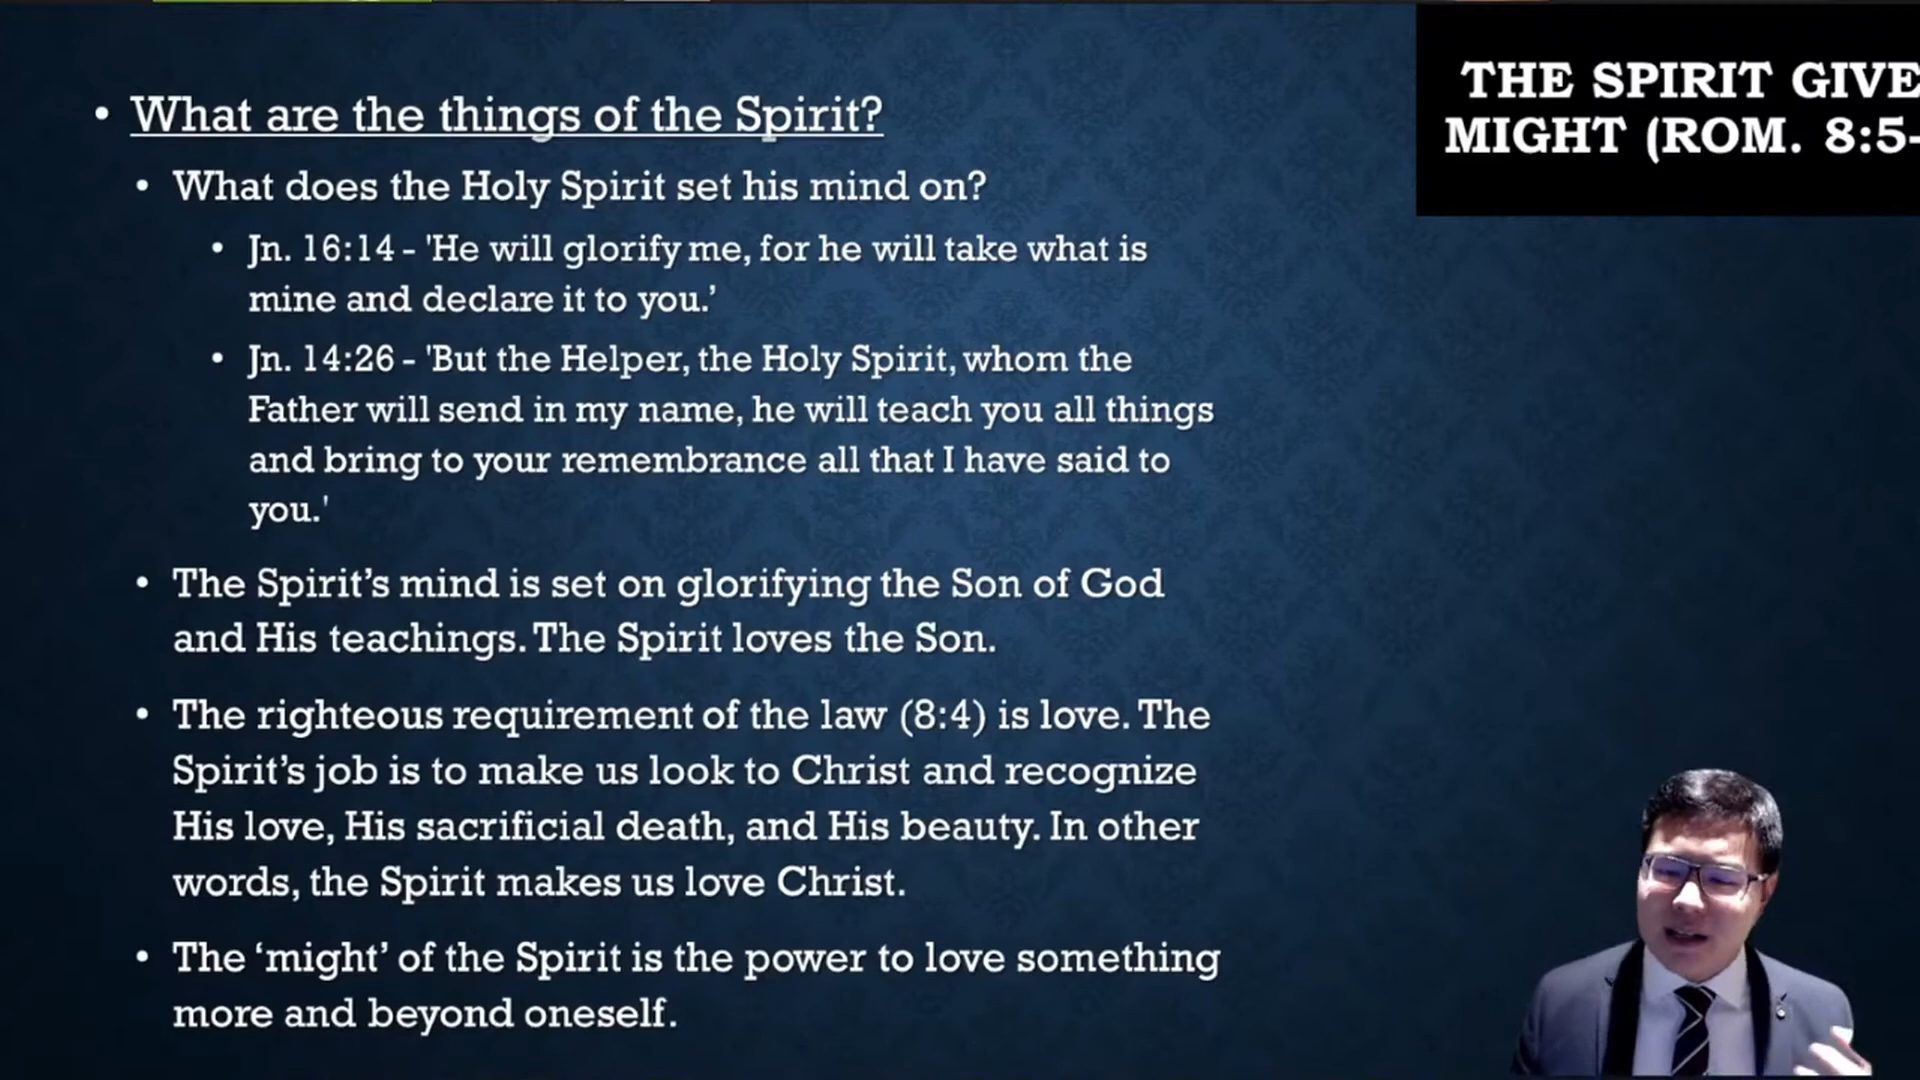 • What are the things of the Spirit?
• What does the Holy Spirit set his mind on?
• Jn. 16:14 - 'He will glorify me, for he will take what is
mine and declare it to you.’
• Jn. 14:26 - 'But the Helper, the Holy Spirit, whom the
Father will send in my name, he will teach you all things
and bring to your remembrance all that I have said to
you.'
• The Spirit’s mind is set on glorifying the Son of God
and His teachings. The Spirit loves the Son.
• The righteous requirement of the law (8:4) is love. The
Spirit’s job is to make us look to Christ and recognize
His love, His sacrificial death, and His beauty. In other
words, the Spirit makes us love Christ.
• The ‘might’ of the Spirit is the power to love something
more and beyond oneself.
THE SPIRIT GIVE
MIGHT (ROM. 8:5-